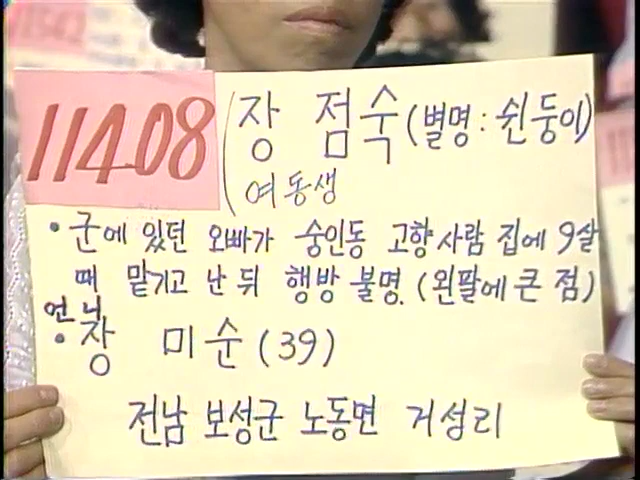 11408
장 점숙 (별명 : 쉰둥이)
여동생
• 군에 있던 오빠가 숭인동 고향사람 집에 9살
때 맡기고 난 뒤 행방 불명. (왼팔에 큰 점)
언니
• 장 미순 (39)
전남 보성군 노동면 거성리